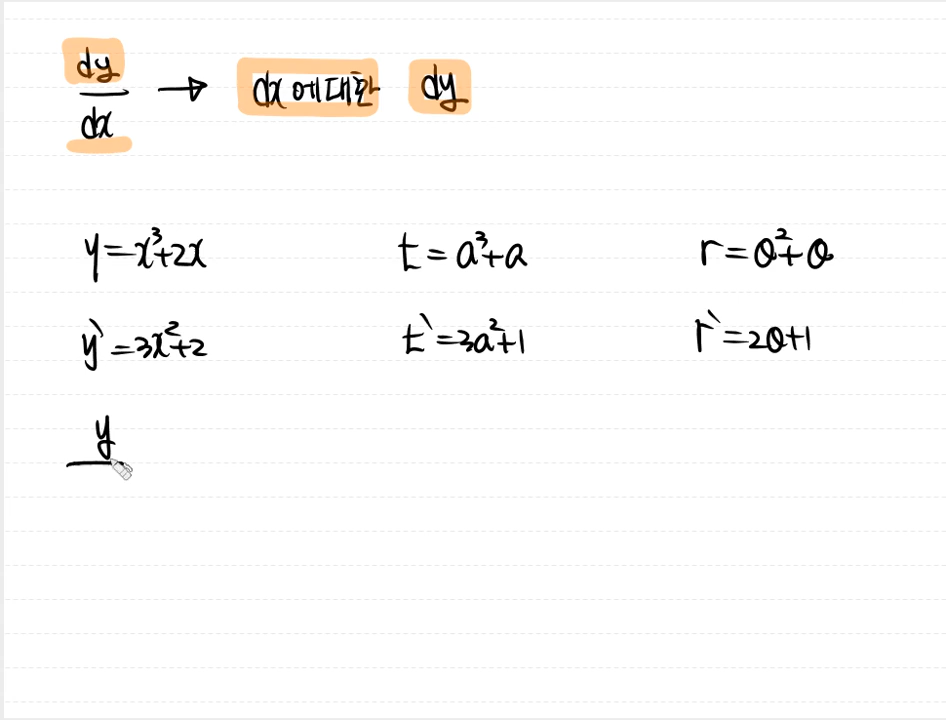 dy/dx → dx에대한 dy
y=x³+2x t=a³+a r=θ²+θ
y`=3x²+2 t`=3a²+1 r`=2θ+1
y